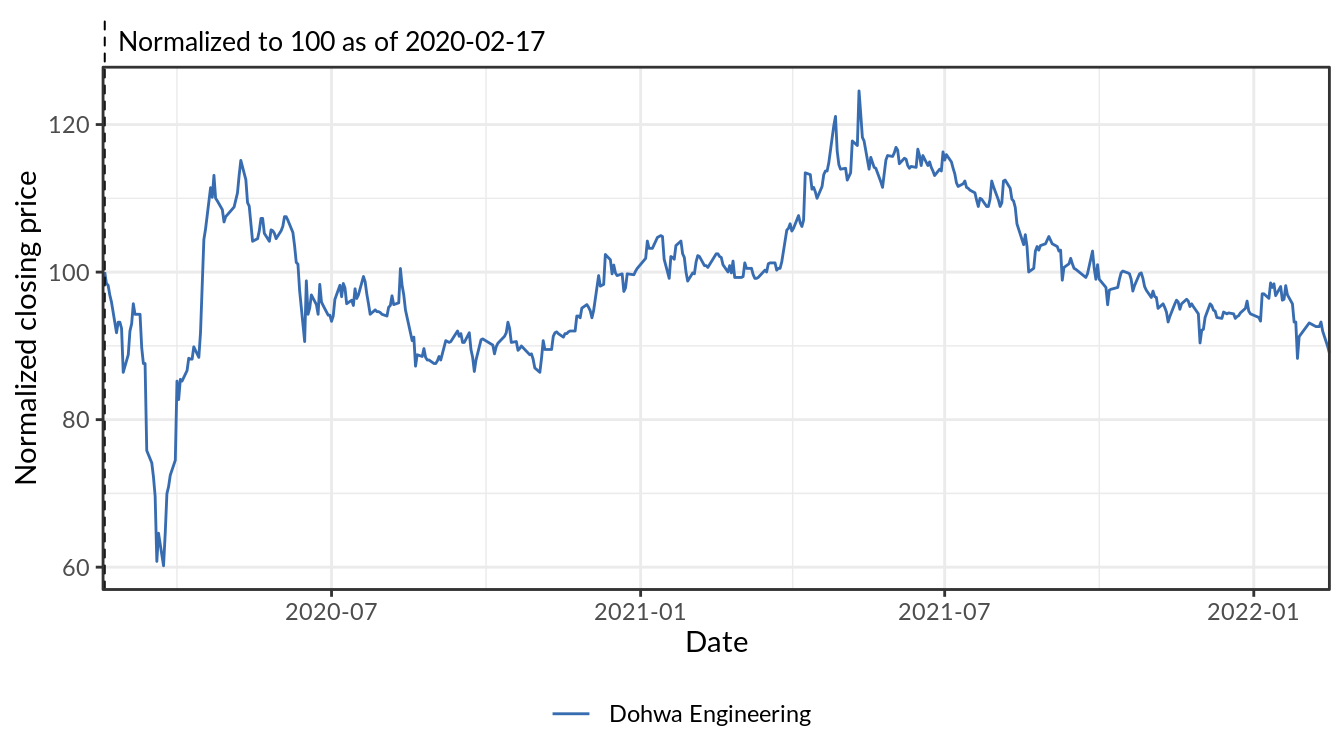 Normalized to 100 as of 2020-02-17
Normalized closing price
120
100
80
60
2020-07
2021-01
2021-07
2022-01
Date
Dohwa Engineering